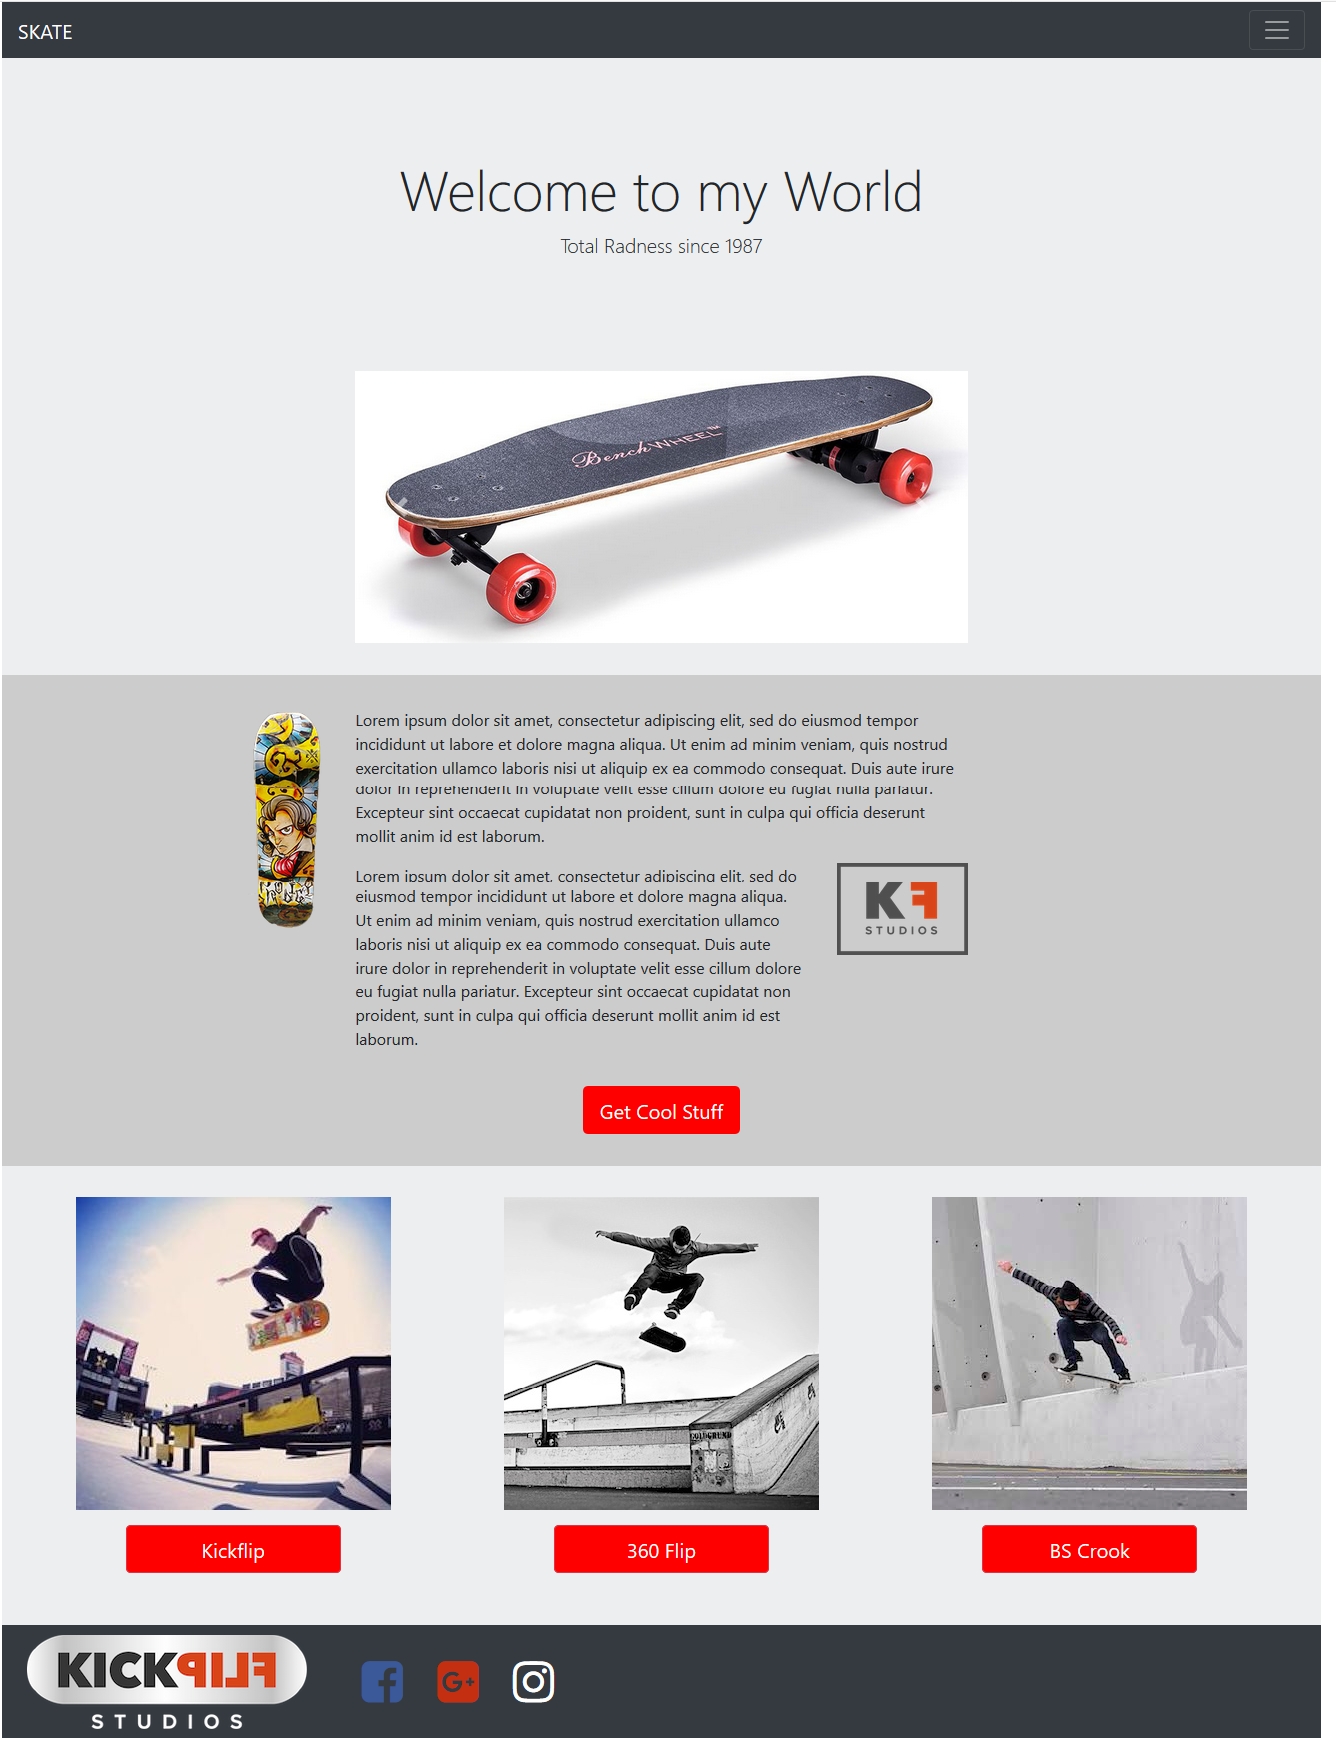 SKATE
Welcome to my World
Total Radness since 1987
BenchWHEEL™
Lorem ipsum dolor sit amet, consectetur adipiscing elit, sed do eiusmod tempor
incididunt ut labore et dolore magna aliqua. Ut enim ad minim veniam, quis nostrud
exercitation ullamco laboris nisi ut aliquip ex ea commodo consequat. Duis aute irure
dolor in reprehenderit in voluptate velit esse cillum dolore eu fugiat nulla pariatur.
Excepteur sint occaecat cupidatat non proident, sunt in culpa qui officia deserunt
mollit anim id est laborum.
Lorem ipsum dolor sit amet, consectetur adipiscing elit, sed do
eiusmod tempor incididunt ut labore et dolore magna aliqua.
Ut enim ad minim veniam, quis nostrud exercitation ullamco
laboris nisi ut aliquip ex ea commodo consequat. Duis aute
irure dolor in reprehenderit in voluptate velit esse cillum dolore
eu fugiat nulla pariatur. Excepteur sint occaecat cupidatat non
proident, sunt in culpa qui officia deserunt mollit anim id est
laborum.
KF
STUDIOS
Get Cool Stuff
Kickflip
360 Flip
BS Crook
KICKFLIP
STUDIOS
G+